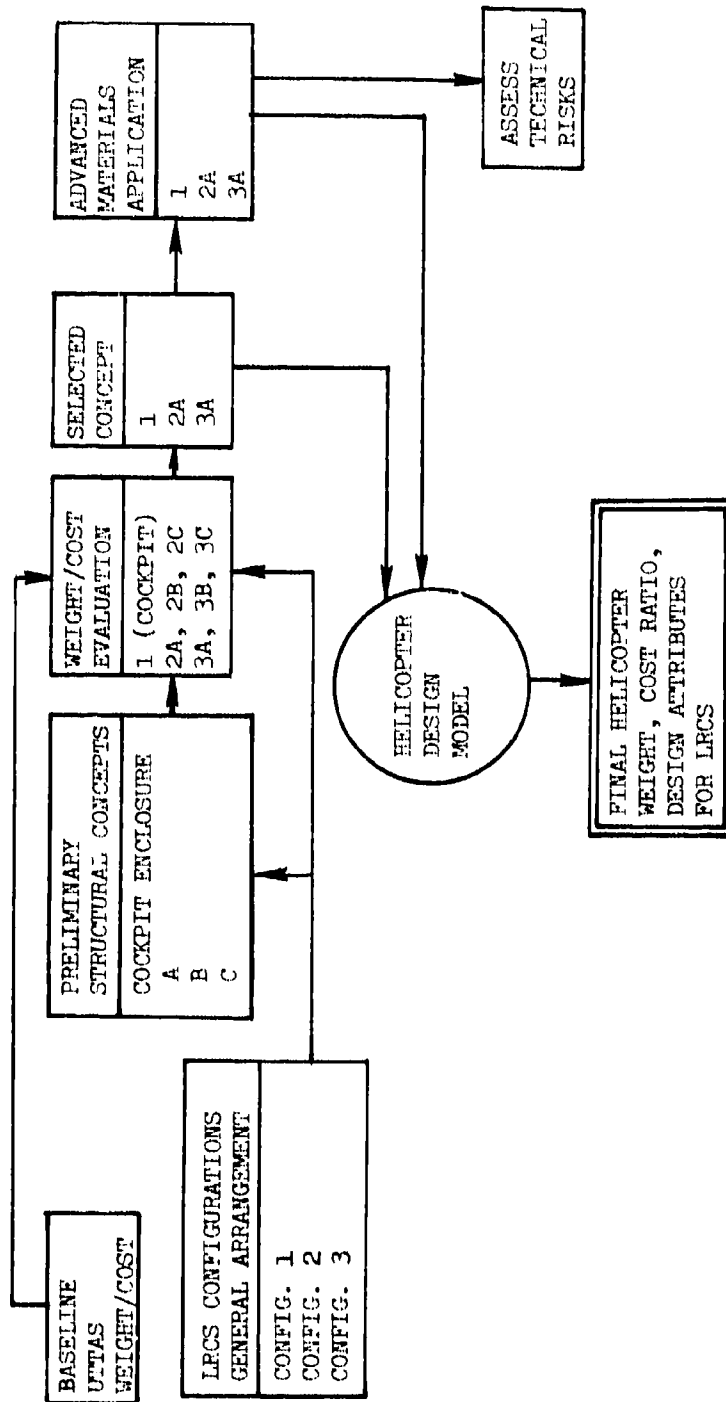 BASELINE
UTTAS
WEIGHT/COST
LRCS CONFIGURATIONS
GENERAL ARRANGEMENT
CONFIG. 1
CONFIG. 2
CONFIG. 3
PRELIMINARY
STRUCTURAL CONCEPTS
COCKPIT ENCLOSURE
A
B
C
WEIGHT/COST
EVALUATION
1 (COCKPIT)
2A, 2B, 2C
3A, 3B, 3C
SELECTED
CONCEPT
1
2A
3A
ADVANCED
MATERIALS
APPLICATION
1
2A
3A
HELICOPTER
DESIGN
MODEL
ASSESS
TECHNICAL
RISKS
FINAL HELICOPTER
WEIGHT, COST RATIO,
DESIGN ATTRIBUTES
FOR LRCS